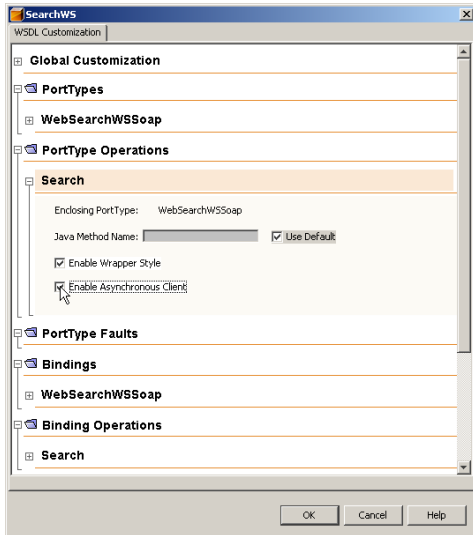 SearchWS
WSDL Customization
Global Customization
PortTypes
WebSearchWSSoap
PortType Operations
Search
Enclosing PortType: WebSearchWSSoap
Java Method Name: Use Default
Enable Wrapper Style
Enable Asynchronous Client
PortType Faults
Bindings
WebSearchWSSoap
Binding Operations
Search
OK Cancel Help